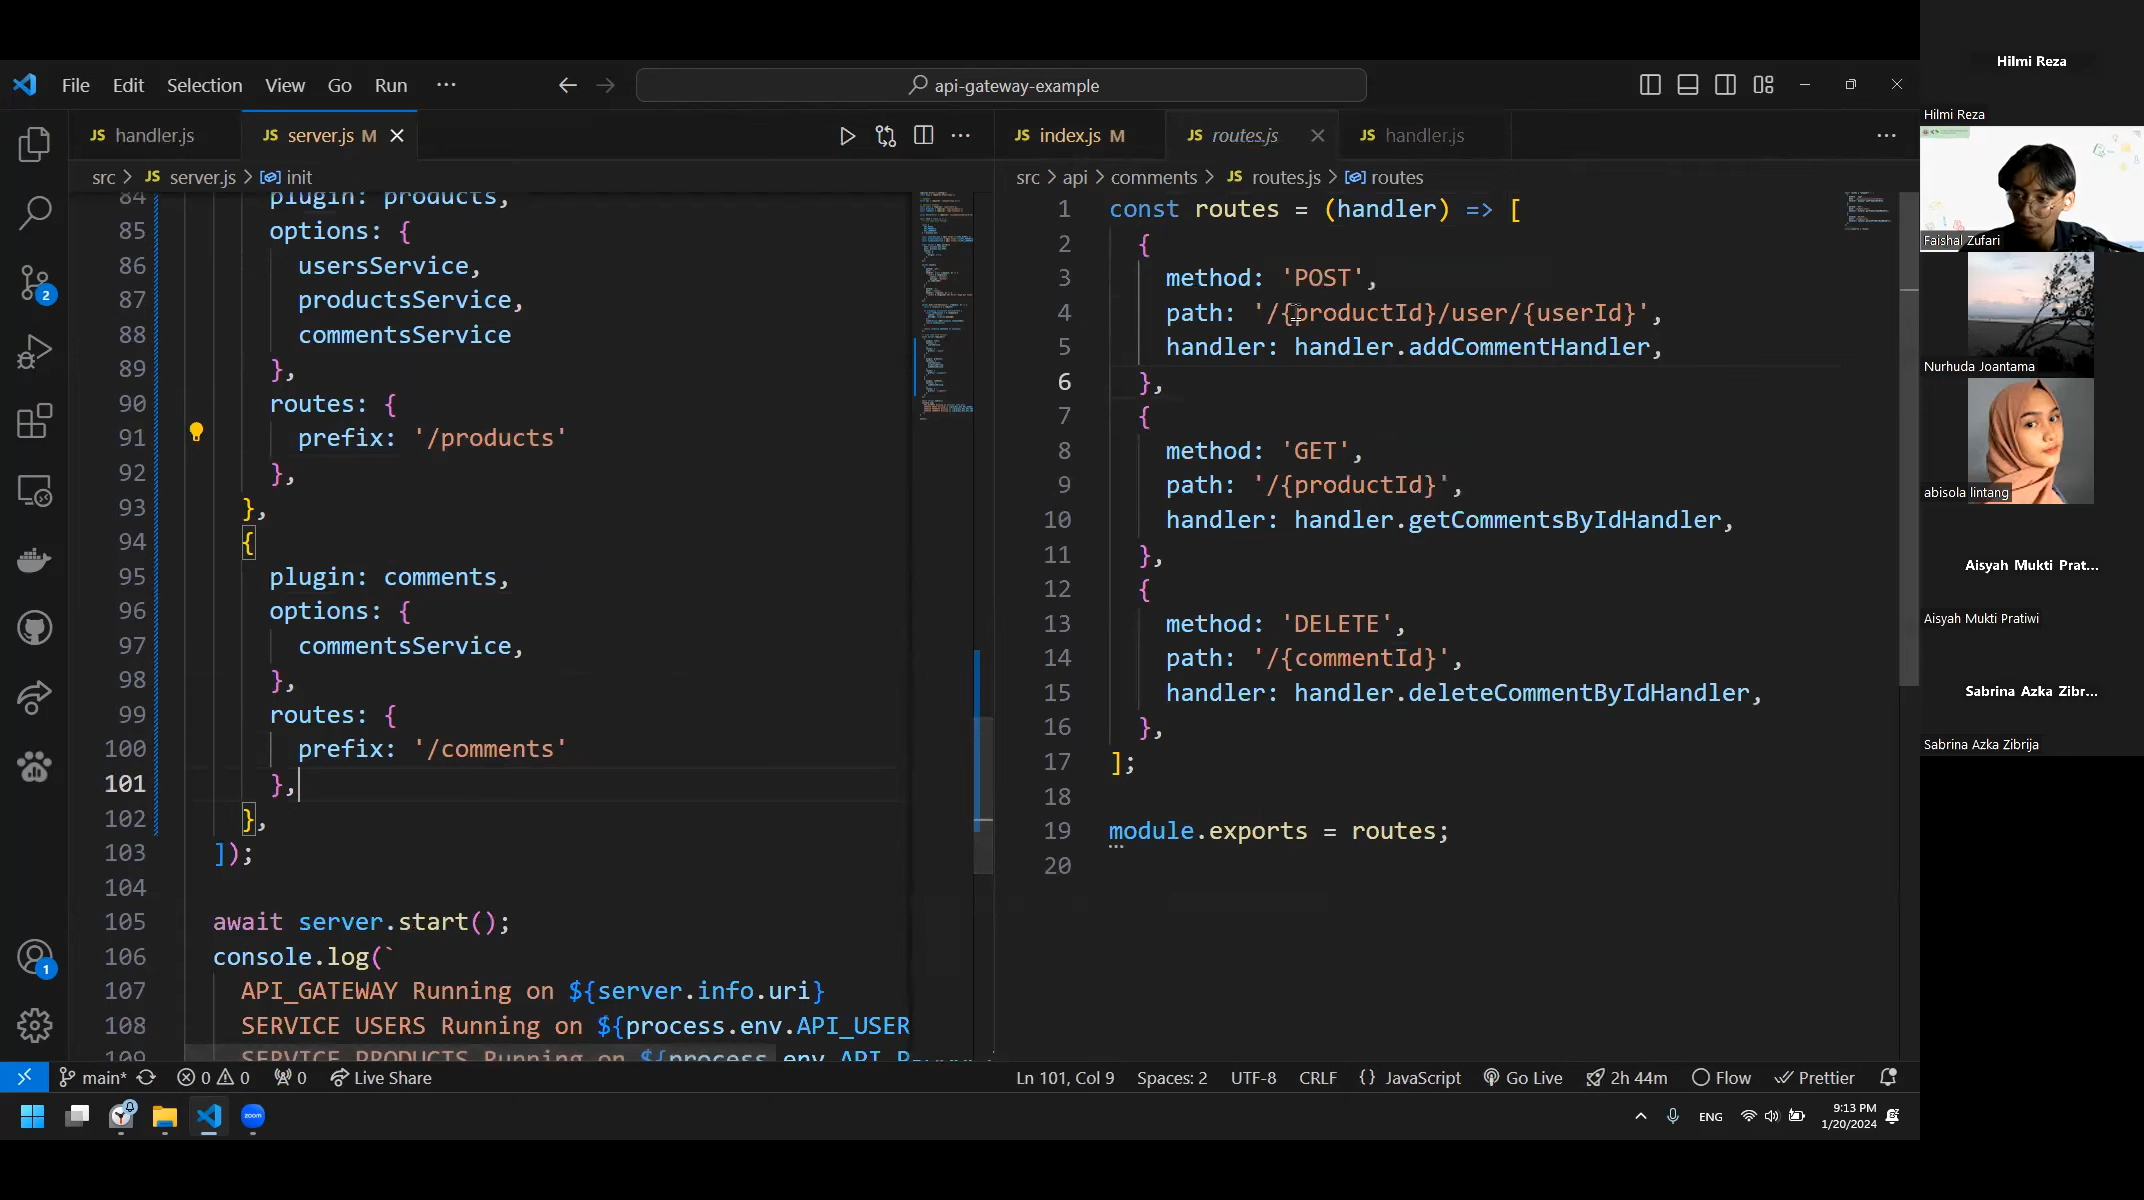 File Edit Selection View Go Run ···
api-gateway-example
JS handler.js
JS server.js M
src > JS server.js > init
84 plugin: products,
85 options: {
86 usersService,
87 productsService,
88 commentsService
89 },
90 routes: {
91 prefix: '/products'
92 },
93 },
94 {
95 plugin: comments,
96 options: {
97 commentsService,
98 },
99 routes: {
100 prefix: '/comments'
101 },
102 },
103 ]);
104
105 await server.start();
106 console.log(`
107 API_GATEWAY Running on ${server.info.uri}
108 SERVICE USERS Running on ${process.env.API_USER
109 SERVICE PRODUCTS Running on ${process.env.API_P
JS index.js M
JS routes.js
JS handler.js
src > api > comments > JS routes.js > routes
1 const routes = (handler) => [
2 {
3 method: 'POST',
4 path: '/{productId}/user/{userId}',
5 handler: handler.addCommentHandler,
6 },
7 {
8 method: 'GET',
9 path: '/{productId}',
10 handler: handler.getCommentsByIdHandler,
11 },
12 {
13 method: 'DELETE',
14 path: '/{commentId}',
15 handler: handler.deleteCommentByIdHandler,
16 },
17 ];
18
19 module.exports = routes;
20
2
1
main* 0 0 0 Live Share
Ln 101, Col 9 Spaces: 2 UTF-8 CRLF {} JavaScript Go Live 2h 44m Flow Prettier
zoom
ENG
9:13 PM
1/20/2024
Hilmi Reza
Hilmi Reza
Faishal Zufari
Nurhuda Joantama
abisola lintang
Aisyah Mukti Prat...
Aisyah Mukti Pratiwi
Sabrina Azka Zibr...
Sabrina Azka Zibrija